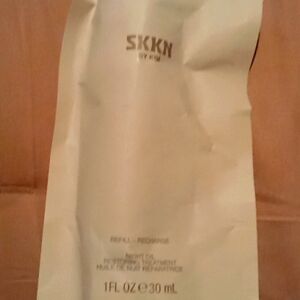 SKKN
BY KIM
REFILL - RECHARGE
NIGHT OIL
RESTORING TREATMENT
HUILE DE NUIT RÉPARATRICE
1 FL OZ ℮ 30 mL